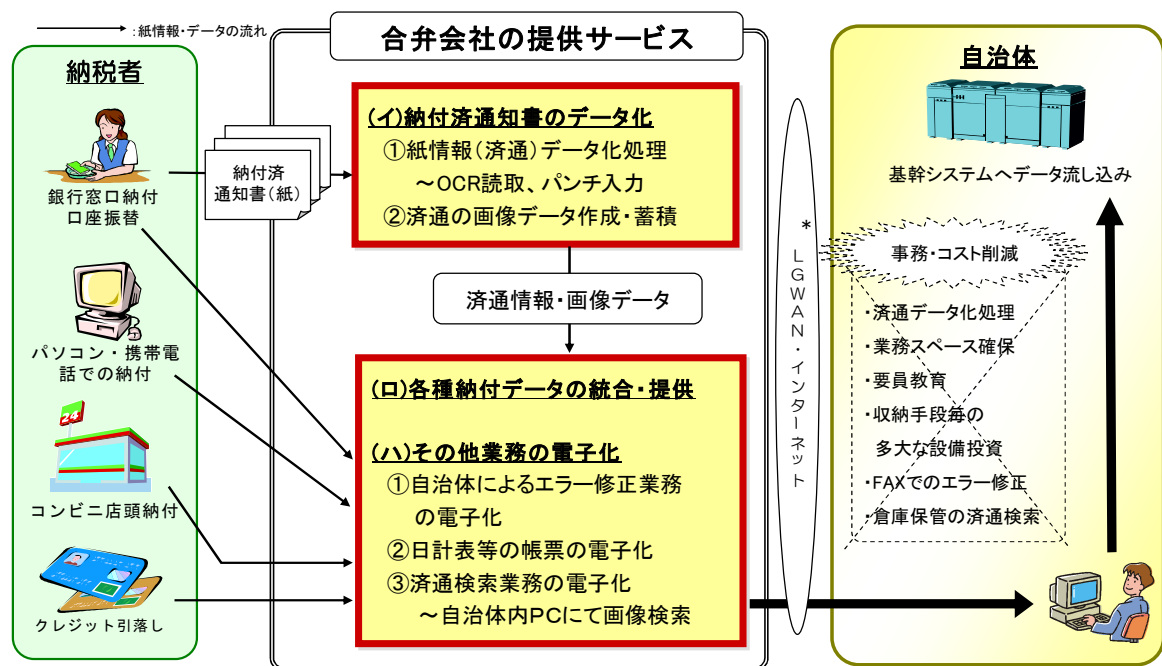 :紙情報・データの流れ
納税者
銀行窓口納付
口座振替
パソコン・携帯電
話での納付
24
コンビニ店頭納付
クレジット引落し
納付済
通知書(紙)
合弁会社の提供サービス
(イ)納付済通知書のデータ化
①紙情報(済通)データ化処理
~OCR読取、パンチ入力
②済通の画像データ作成・蓄積
済通情報・画像データ
(ロ)各種納付データの統合・提供
(ハ)その他業務の電子化
①自治体によるエラー修正業務
の電子化
②日計表等の帳票の電子化
③済通検索業務の電子化
~自治体内PCにて画像検索
*LGWAN・インターネット
自治体
基幹システムへデータ流し込み
事務・コスト削減
・済通データ化処理
・業務スペース確保
・要員教育
・収納手段毎の
多大な設備投資
・FAXでのエラー修正
・倉庫保管の済通検索